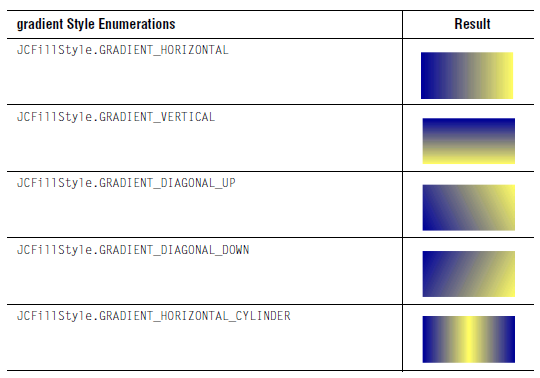 gradient Style Enumerations Result
JCFillStyle.GRADIENT_HORIZONTAL
JCFillStyle.GRADIENT_VERTICAL
JCFillStyle.GRADIENT_DIAGONAL_UP
JCFillStyle.GRADIENT_DIAGONAL_DOWN
JCFillStyle.GRADIENT_HORIZONTAL_CYLINDER